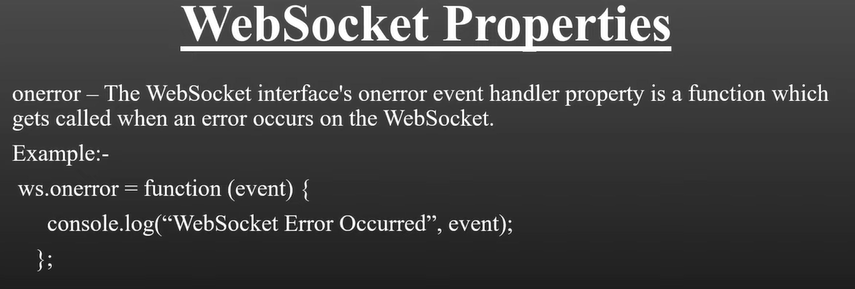 WebSocket Properties
onerror – The WebSocket interface's onerror event handler property is a function which
gets called when an error occurs on the WebSocket.
Example:-
ws.onerror = function (event) {
console.log(“WebSocket Error Occurred”, event);
};